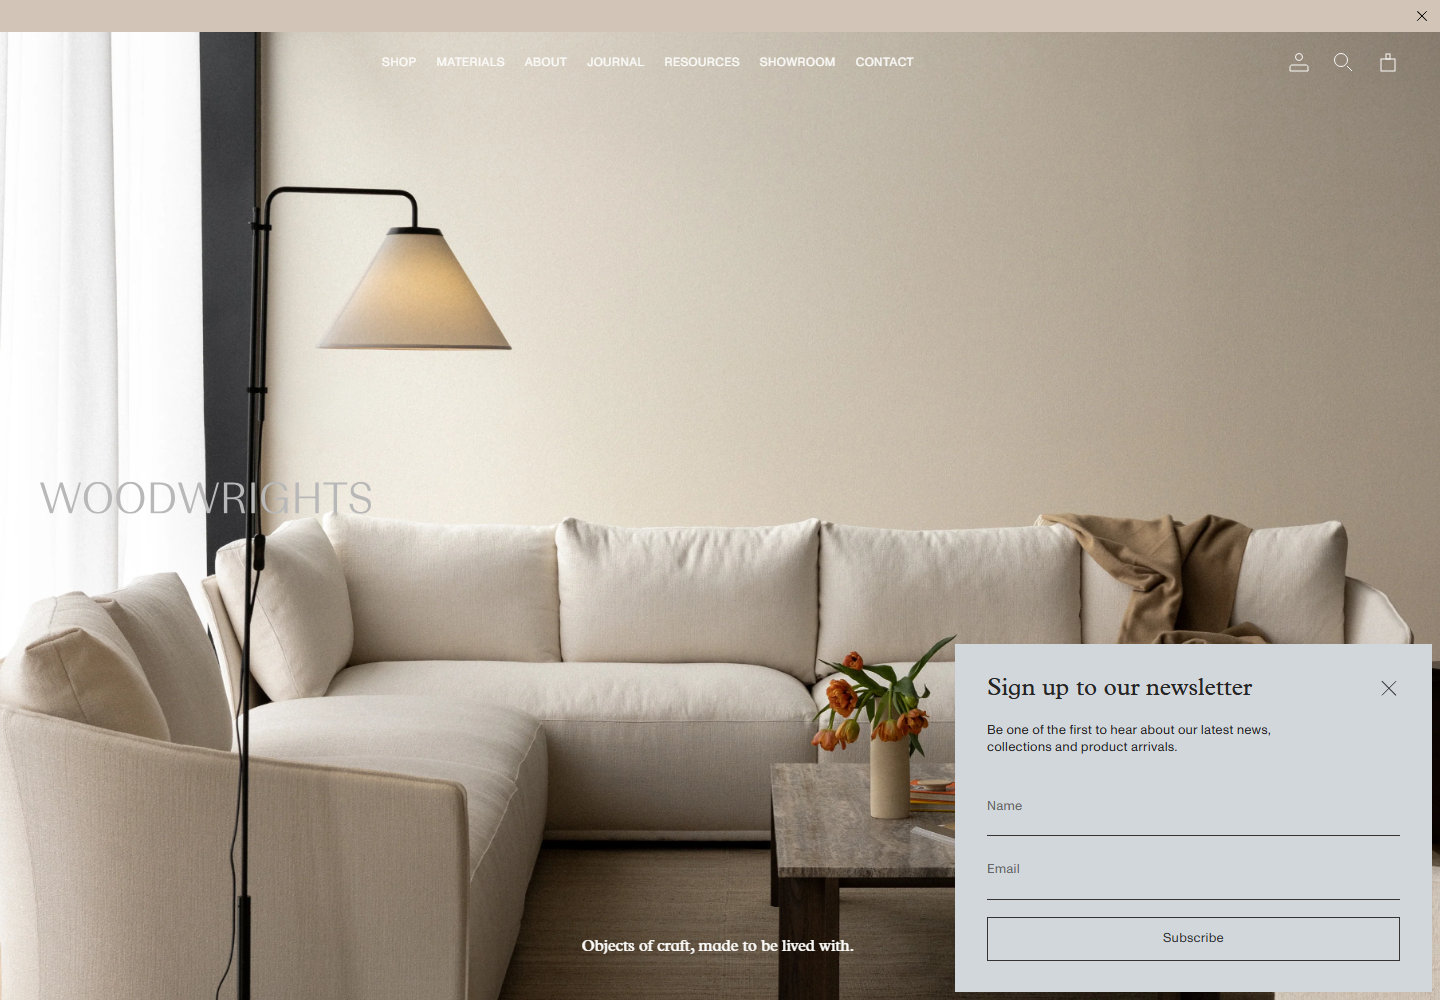 SHOP MATERIALS ABOUT JOURNAL RESOURCES SHOWROOM CONTACT
WOODWRIGHTS
Sign up to our newsletter
Be one of the first to hear about our latest news,
collections and product arrivals.
Name
Email
Subscribe
Objects of craft, made to be lived with.